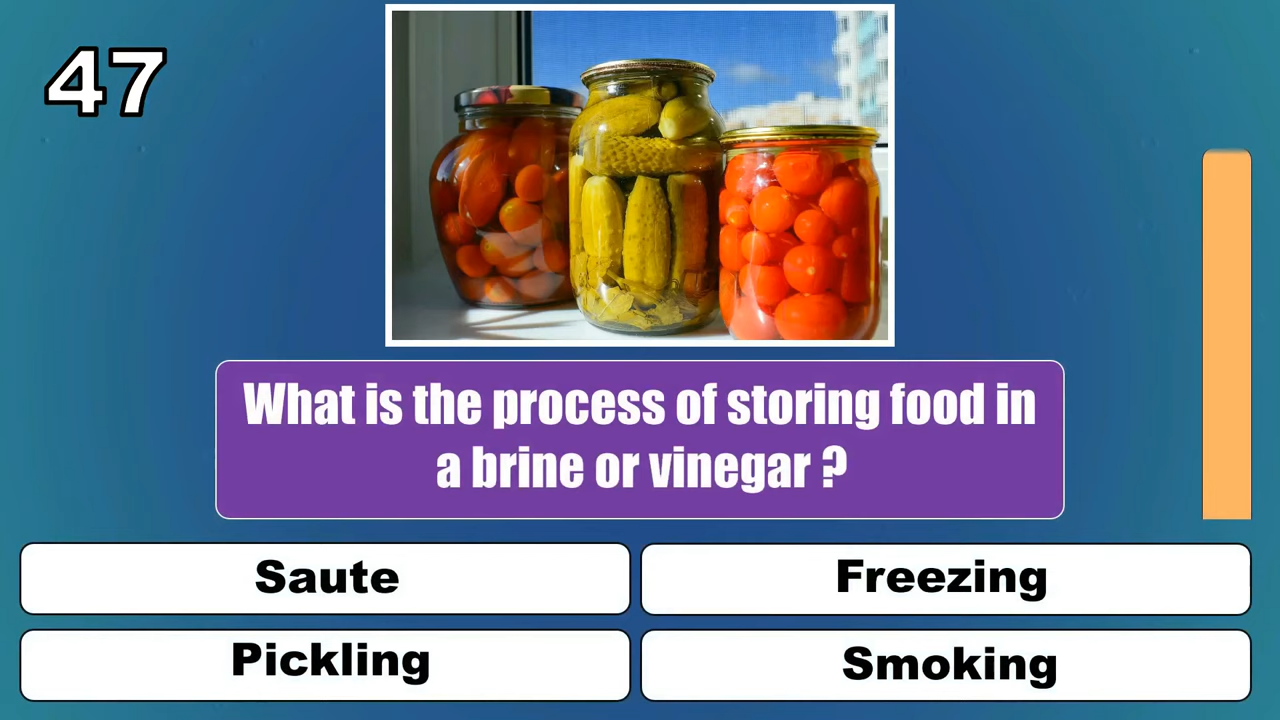 47
What is the process of storing food in
a brine or vinegar ?
Saute
Freezing
Pickling
Smoking